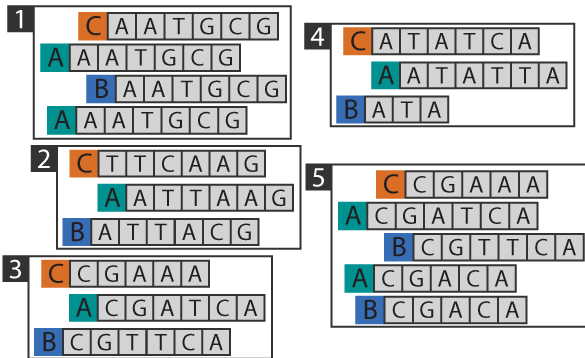 1
C A A T G C G
A A A T G C G
B A A T G C G
A A A T G C G
2
C T T C A A G
A A T T A A G
B A T T A C G
3
C C G A A A
A C G A T C A
B C G T T C A
4
C A T A T C A
A A T A T T A
B A T A
5
C C G A A A
A C G A T C A
B C G T T C A
A C G A C A
B C G A C A